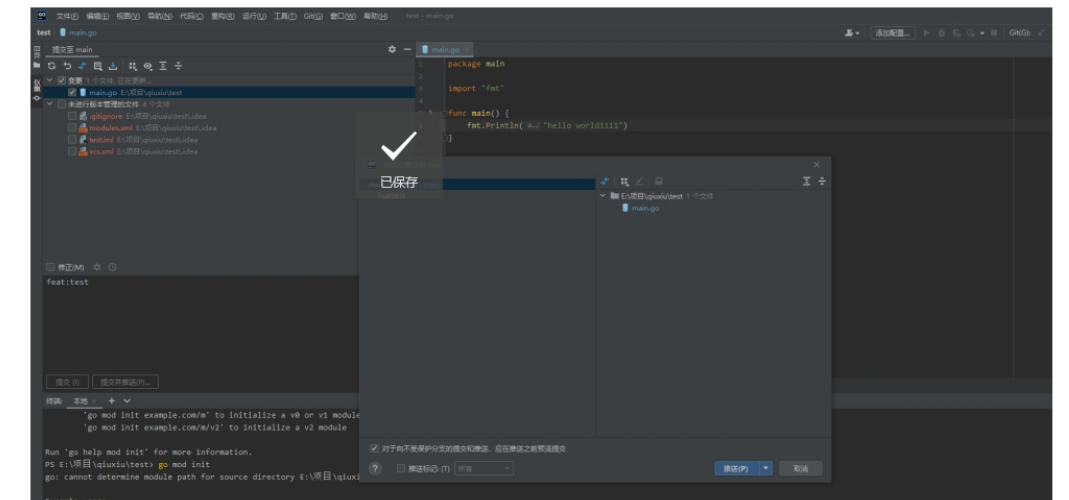 文件(F) 编辑(E) 视图(V) 导航(N) 代码(C) 重构(R) 运行(U) 工具(T) Git(G) 窗口(W) 帮助(H) test - main.go
test main.go
添加配置... Git(G):
提交至 main
main.go
变更 1 个文件, 正在更新...
main.go E:\项目\qiuxiu\test
未进行版本管理的文件 4 个文件
.gitignore E:\项目\qiuxiu\test\.idea
modules.xml E:\项目\qiuxiu\test\.idea
test.iml E:\项目\qiuxiu\test\.idea
vcs.xml E:\项目\qiuxiu\test\.idea
1 package main
2
3 import "fmt"
4
func main() {
fmt.Println( a...: "hello world1111")
}
已保存
E:\项目\qiuxiu\test 1 个文件
main.go
修正(M)
feat:test
提交 (I) 提交并推送(P)...
对于向不受保护分支的提交和推送，应在推送之前预览提交
推送标记: (T) 所有
推送(P) 取消
终端: 本地
'go mod init example.com/m' to initialize a v0 or v1 module
'go mod init example.com/m/v2' to initialize a v2 module
Run 'go help mod init' for more information.
PS E:\项目\qiuxiu\test> go mod init
go: cannot determine module path for source directory E:\项目\qiuxi